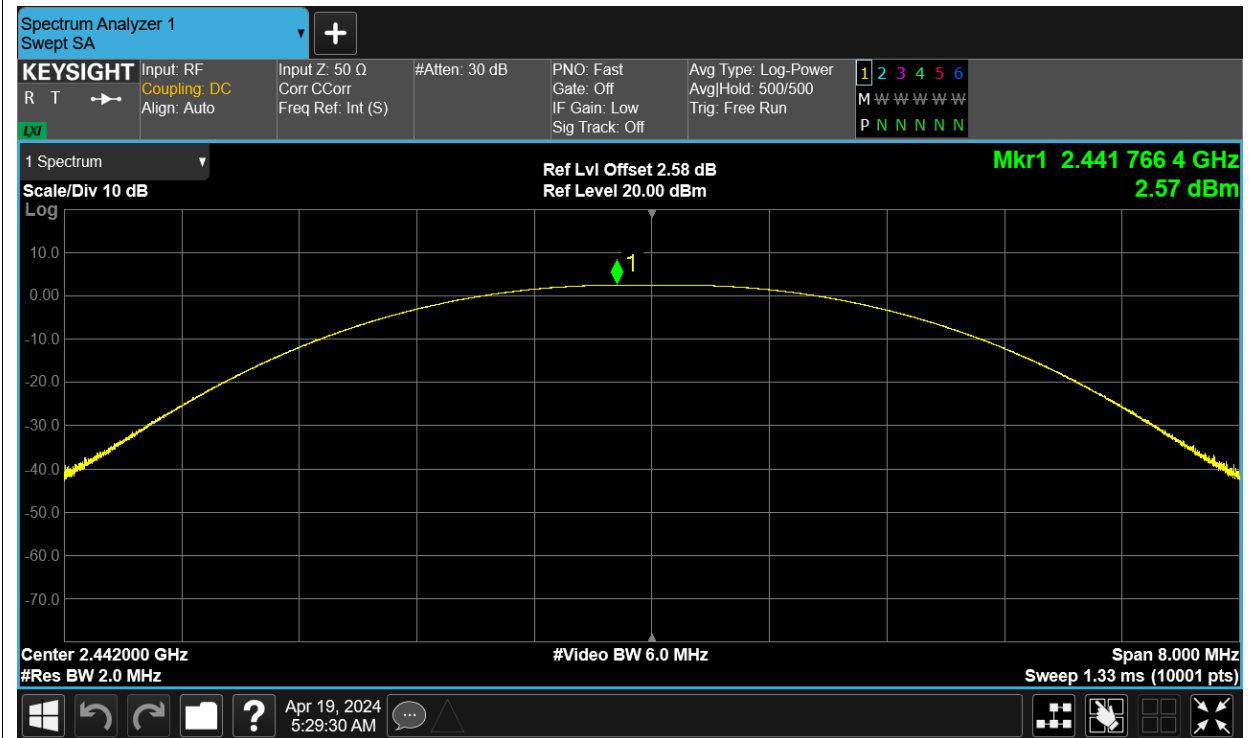 Spectrum Analyzer 1
Swept SA
KEYSIGHT
R T
LXI
Input: RF
Coupling: DC
Align: Auto
Input Z: 50 Ω
Corr CCorr
Freq Ref: Int (S)
#Atten: 30 dB
PNO: Fast
Gate: Off
IF Gain: Low
Sig Track: Off
Avg Type: Log-Power
Avg|Hold: 500/500
Trig: Free Run
1 2 3 4 5 6
M W W W W W
P N N N N N
1 Spectrum
Scale/Div 10 dB
Log
Ref Lvl Offset 2.58 dB
Ref Level 20.00 dBm
Mkr1 2.441 766 4 GHz
2.57 dBm
1
10.0
0.00
-10.0
-20.0
-30.0
-40.0
-50.0
-60.0
-70.0
Center 2.442000 GHz
#Res BW 2.0 MHz
#Video BW 6.0 MHz
Span 8.000 MHz
Sweep 1.33 ms (10001 pts)
?
Apr 19, 2024
5:29:30 AM